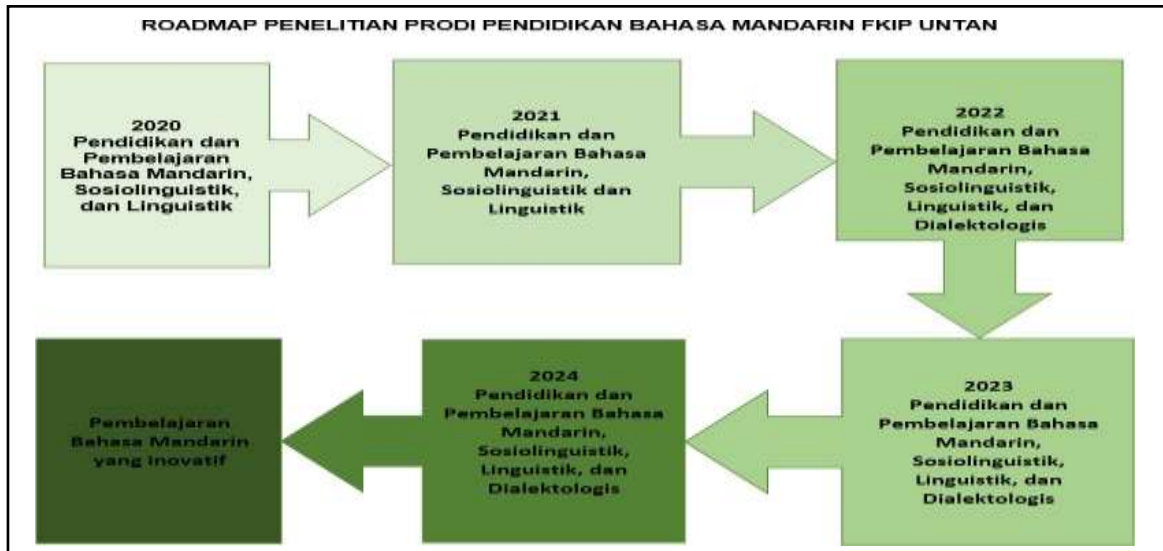 ROADMAP PENELITIAN PRODI PENDIDIKAN BAHASA MANDARIN FKIP UNTAN
2020
Pendidikan dan
Pembelajaran
Bahasa Mandarin,
Sosiolinguistik,
dan Linguistik
2021
Pendidikan dan
Pembelajaran Bahasa
Mandarin,
Sosiolinguistik dan
Linguistik
2022
Pendidikan dan
Pembelajaran Bahasa
Mandarin,
Sosiolinguistik,
Linguistik, dan
Dialektologis
2023
Pendidikan dan
Pembelajaran Bahasa
Mandarin,
Sosiolinguistik,
Linguistik, dan
Dialektologis
2024
Pendidikan dan
Pembelajaran Bahasa
Mandarin,
Sosiolinguistik,
Linguistik, dan
Dialektologis
Pembelajaran
Bahasa Mandarin
yang Inovatif